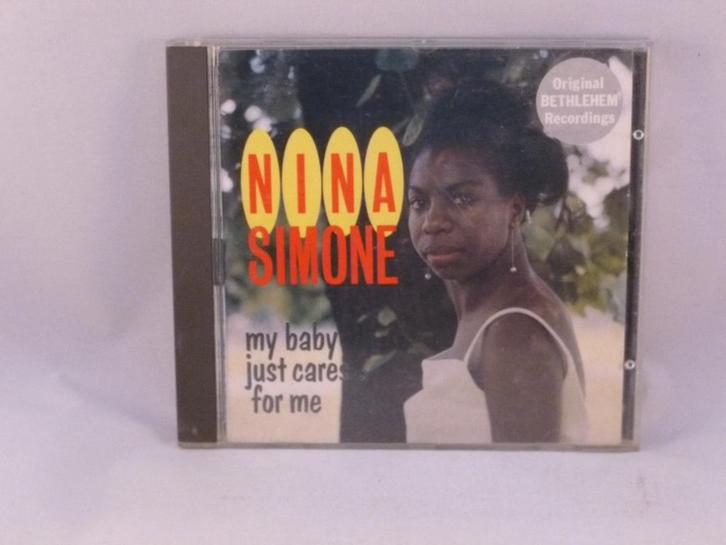 Original
BETHLEHEM®
Recordings
NINA
SIMONE
my baby
just cares
for me